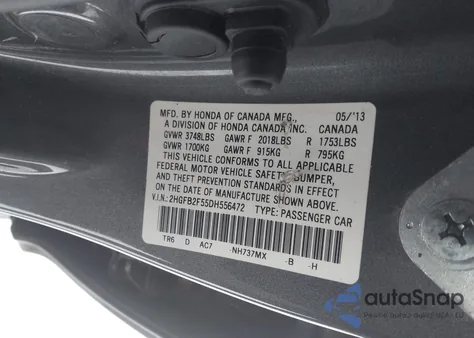 MFD. BY HONDA OF CANADA MFG., 05/'13
A DIVISION OF HONDA CANADA INC. CANADA
GVWR 3748LBS GAWR F 2018LBS R 1753LBS
GVWR 1700KG GAWR F 915KG R 795KG
THIS VEHICLE CONFORMS TO ALL APPLICABLE
FEDERAL MOTOR VEHICLE SAFETY, BUMPER,
AND THEFT PREVENTION STANDARDS IN EFFECT
ON THE DATE OF MANUFACTURE SHOWN ABOVE.
V.I.N.: 2HGFB2F55DH556472 TYPE: PASSENGER CAR
TR6 D AC7 -NH737MX -B -H
autoSnap